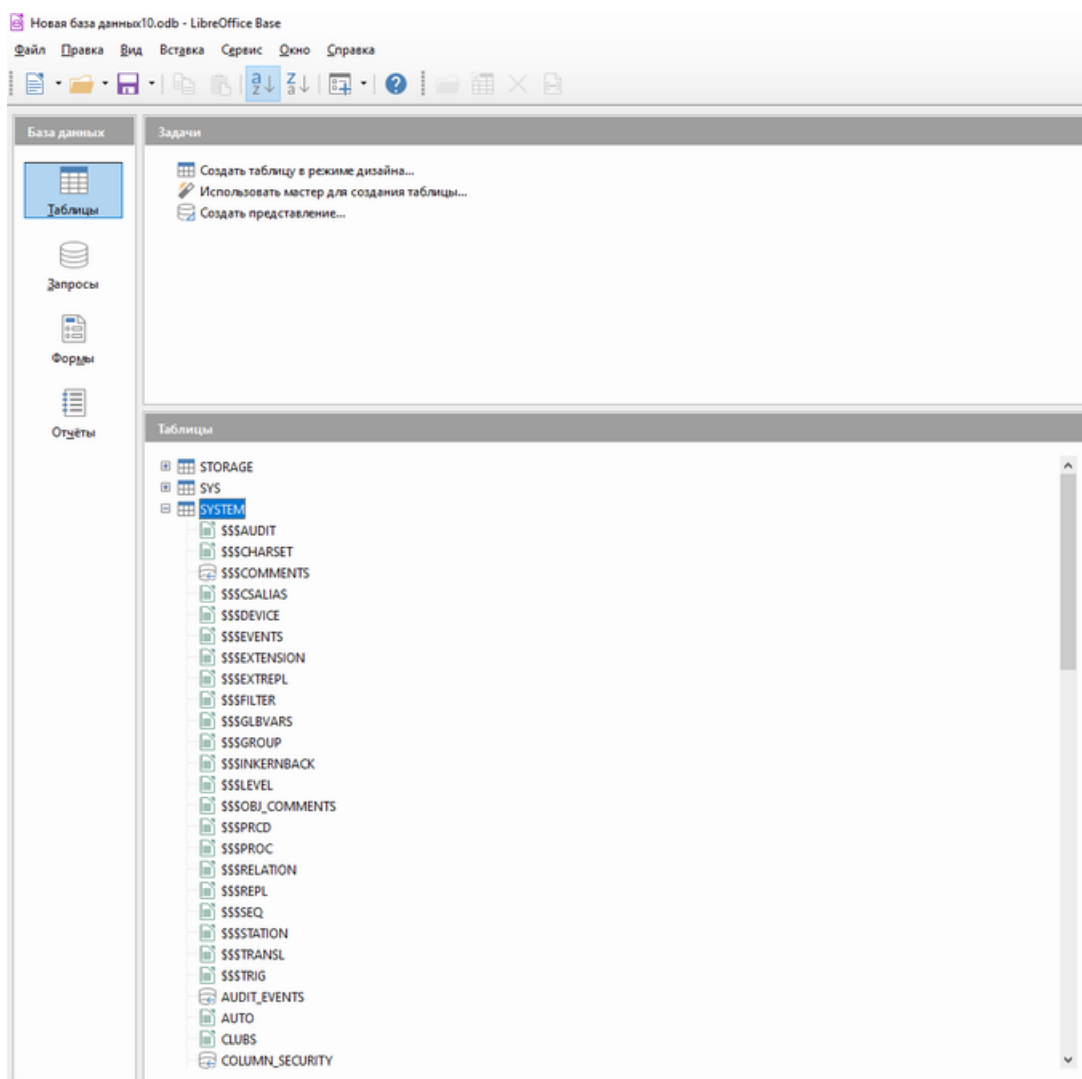 Новая база данных10.odb - LibreOffice Base
Файл Правка Вид Вставка Сервис Окно Справка
База данных
Задачи
Таблицы
Запросы
Формы
Отчёты
Создать таблицу в режиме дизайна...
Использовать мастер для создания таблицы...
Создать представление...
Таблицы
STORAGE
SYS
SYSTEM
$$$AUDIT
$$$CHARSET
$$$COMMENTS
$$$CSALIAS
$$$DEVICE
$$$EVENTS
$$$EXTENSION
$$$EXTREPL
$$$FILTER
$$$GLBVARS
$$$GROUP
$$$INKERNBACK
$$$LEVEL
$$$OBJ_COMMENTS
$$$PRCD
$$$PROC
$$$RELATION
$$$REPL
$$$SEQ
$$$STATION
$$$TRANSL
$$$TRIG
AUDIT_EVENTS
AUTO
CLUBS
COLUMN_SECURITY